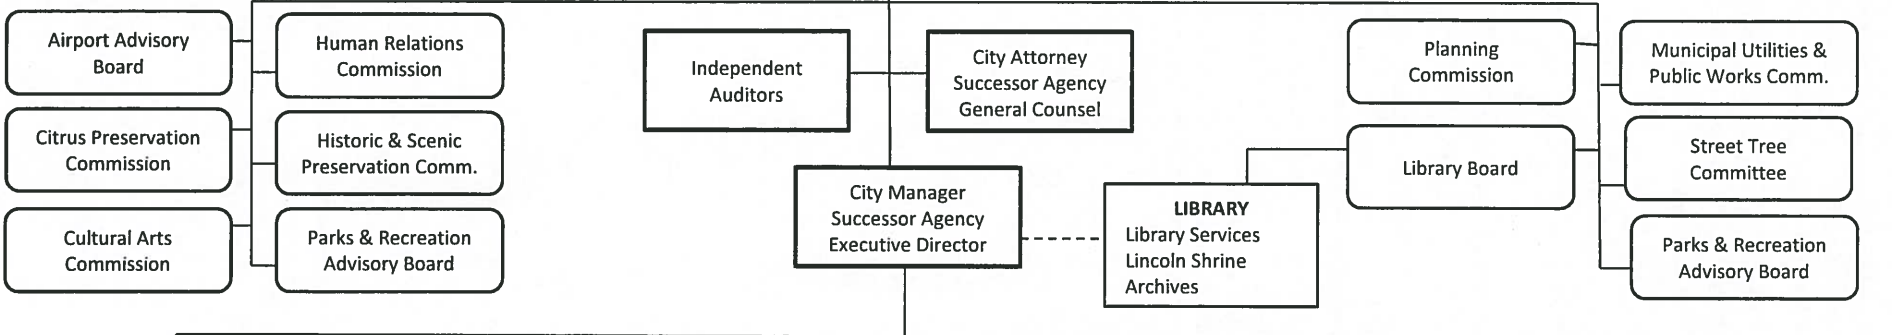 Airport Advisory
Board
Human Relations
Commission
Citrus Preservation
Commission
Historic & Scenic
Preservation Comm.
Cultural Arts
Commission
Parks & Recreation
Advisory Board
Independent
Auditors
City Attorney
Successor Agency
General Counsel
City Manager
Successor Agency
Executive Director
LIBRARY
Library Services
Lincoln Shrine
Archives
Planning
Commission
Library Board
Municipal Utilities &
Public Works Comm.
Street Tree
Committee
Parks & Recreation
Advisory Board